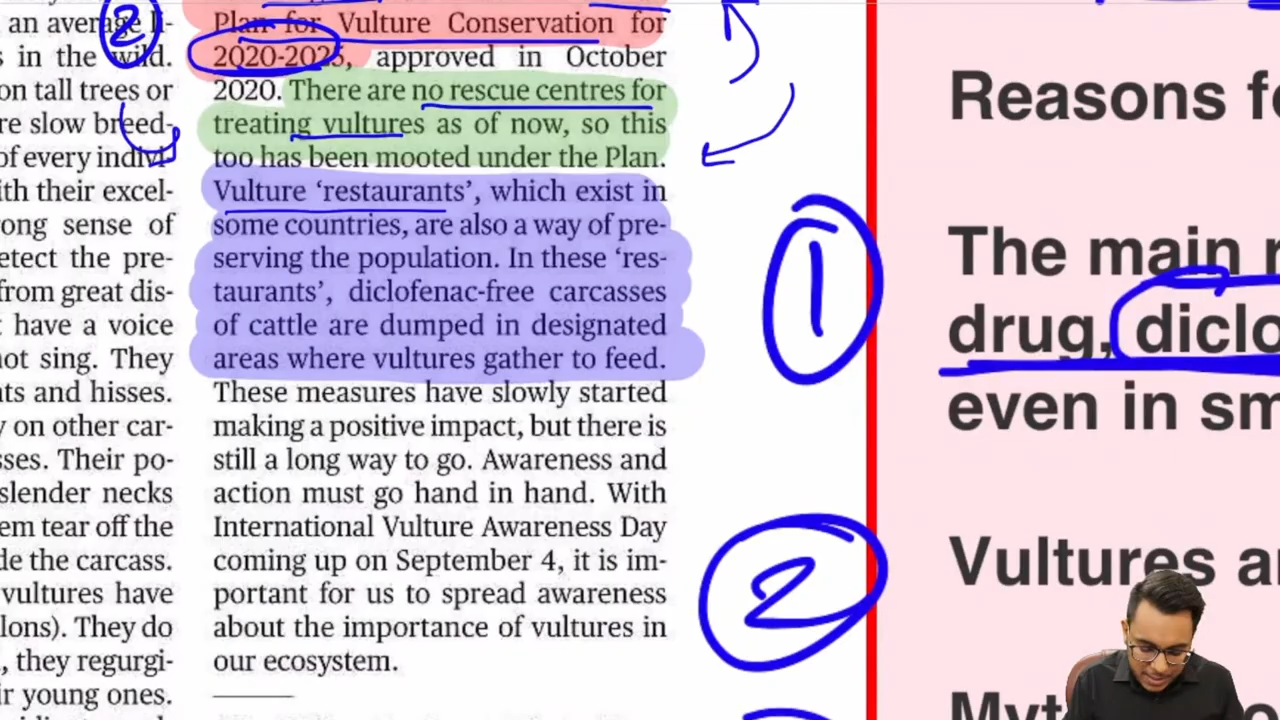 an average li-
s in the wild.
on tall trees or
re slow breed-
of every indivi-
ith their excel-
rong sense of
etect the pre-
from great dis-
t have a voice
not sing. They
nts and hisses.
y on other car-
sses. Their po-
slender necks
em tear off the
de the carcass.
vultures have
lons). They do
, they regurgi-
ir young ones.
2
Plan for Vulture Conservation for
2020-2025, approved in October
2020. There are no rescue centres for
treating vultures as of now, so this
too has been mooted under the Plan.
Vulture ‘restaurants’, which exist in
some countries, are also a way of pre-
serving the population. In these ‘res-
taurants’, diclofenac-free carcasses
of cattle are dumped in designated
areas where vultures gather to feed.
These measures have slowly started
making a positive impact, but there is
still a long way to go. Awareness and
action must go hand in hand. With
International Vulture Awareness Day
coming up on September 4, it is im-
portant for us to spread awareness
about the importance of vultures in
our ecosystem.
1
2
Reasons fo
The main r
drug, diclo
even in sm
Vultures a
Myt